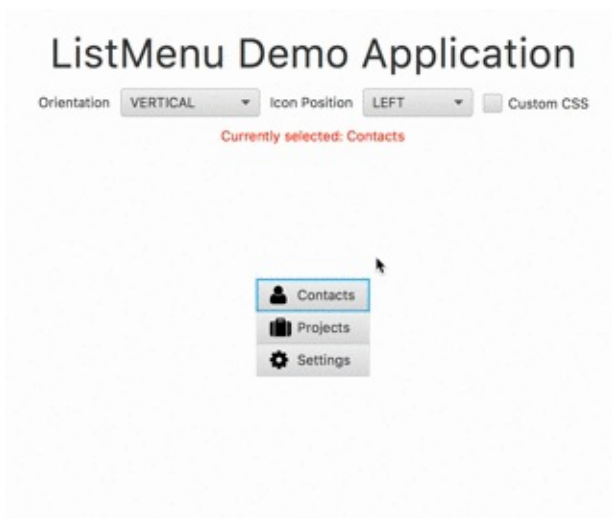 ListMenu Demo Application
Orientation VERTICAL Icon Position LEFT Custom CSS
Currently selected: Contacts
Contacts
Projects
Settings